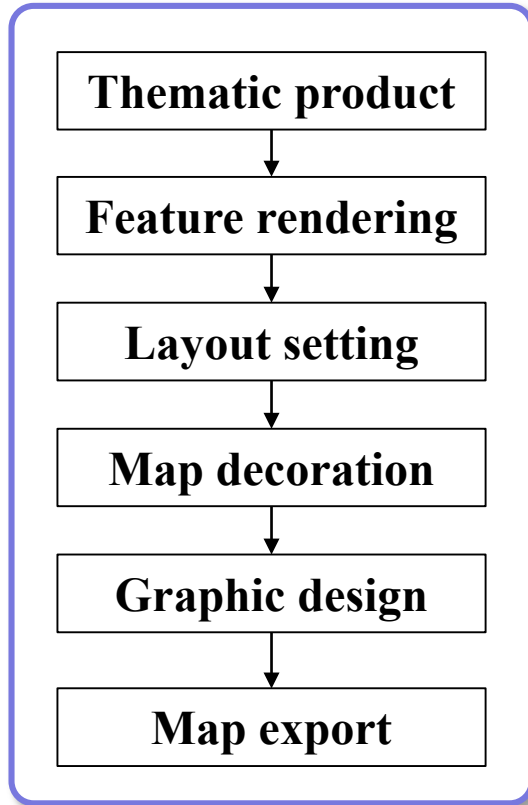 Thematic product
Feature rendering
Layout setting
Map decoration
Graphic design
Map export